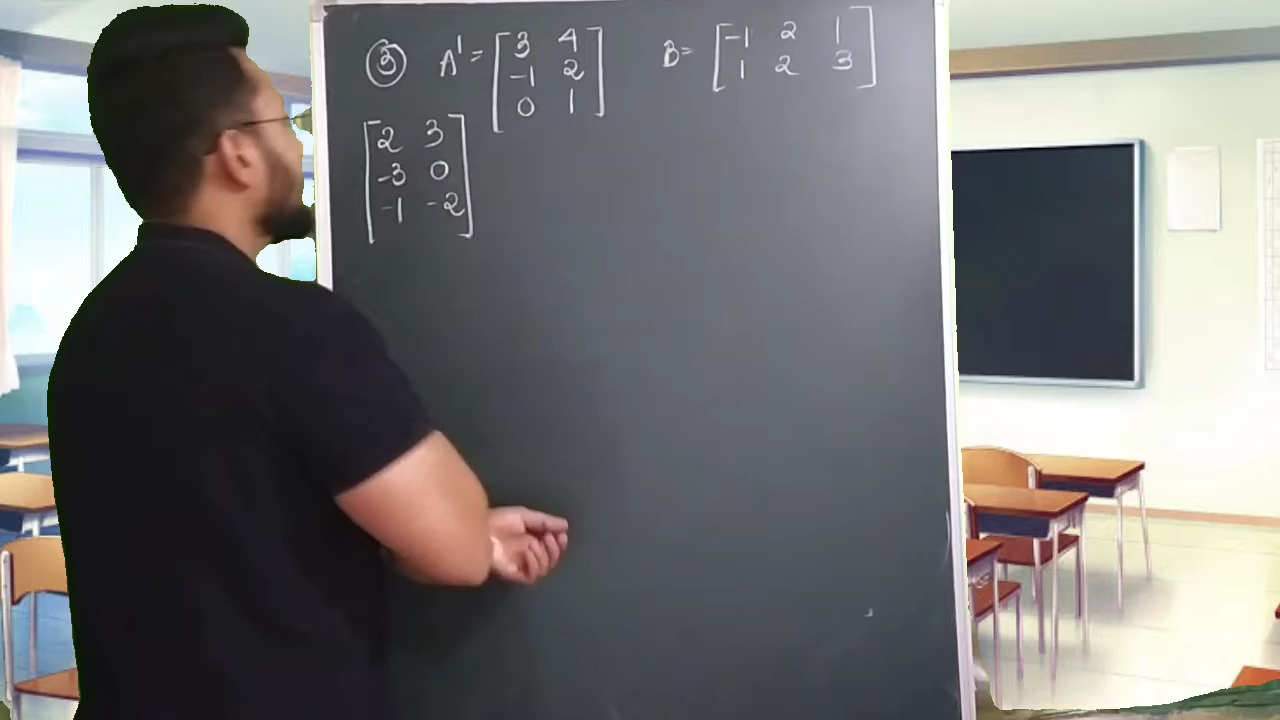 ③ A' = [3 4 -1 2 0 1] B = [-1 2 1 1 2 3]
[2 3 -3 0 -1 -2]